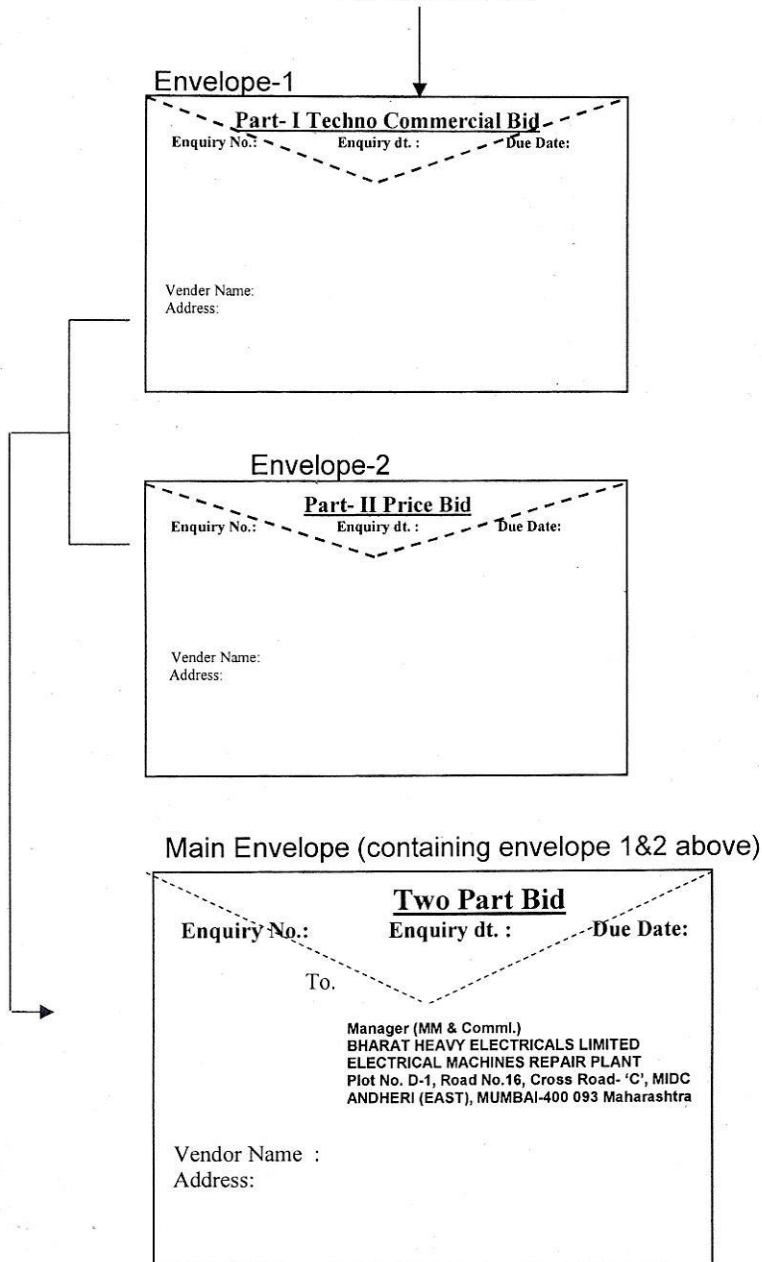 Envelope-1
Part- I Techno Commercial Bid
Enquiry No.: Enquiry dt. : Due Date:
Vender Name:
Address:
Envelope-2
Part- II Price Bid
Enquiry No.: Enquiry dt. : Due Date:
Vender Name:
Address:
Main Envelope (containing envelope 1&2 above)
Two Part Bid
Enquiry No.: Enquiry dt. : Due Date:
To.
Manager (MM & Comml.)
BHARAT HEAVY ELECTRICALS LIMITED
ELECTRICAL MACHINES REPAIR PLANT
Plot No. D-1, Road No.16, Cross Road- ‘C’, MIDC
ANDHERI (EAST), MUMBAI-400 093 Maharashtra
Vendor Name :
Address: